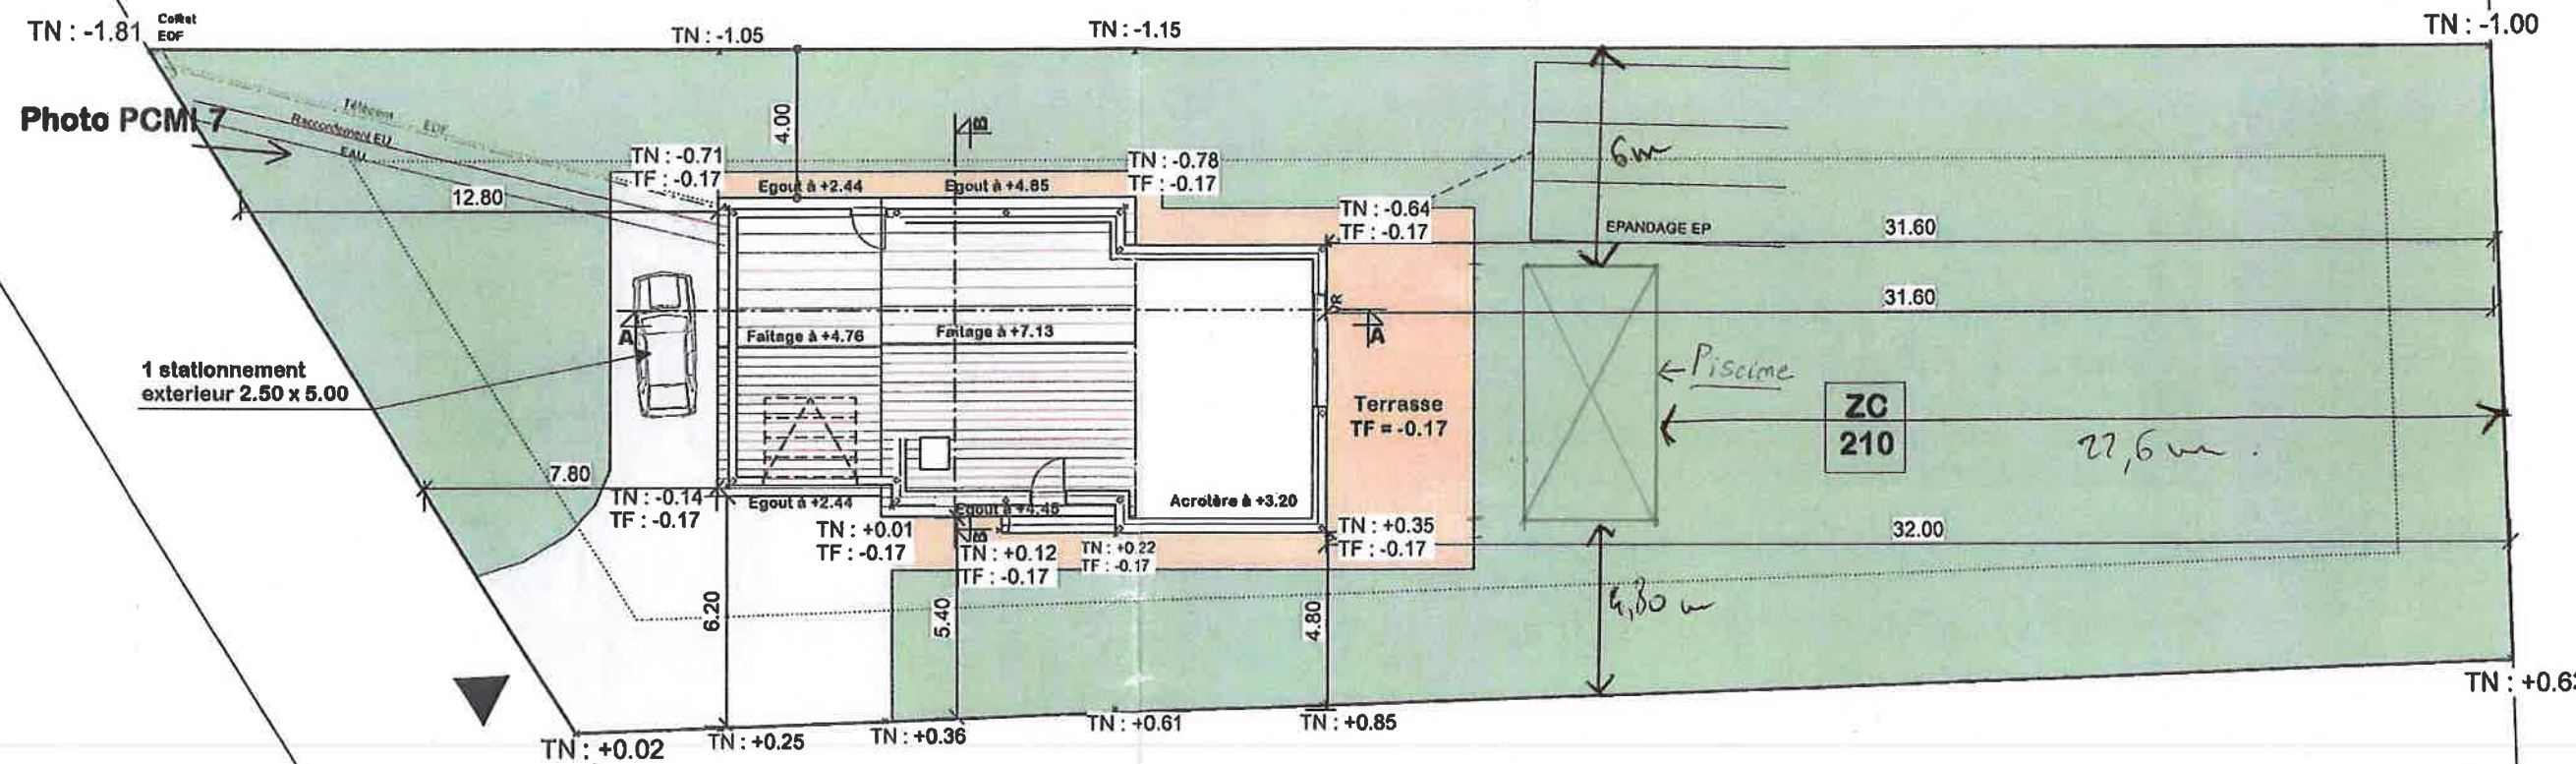 TN : -1.81
Coffret
EDF
TN : -1.05
TN : -1.15
TN : -1.00
Photo PCMI 7
EDF
Raccordement EU
EAU
4.00
B
6m
TN : -0.71
TF : -0.17
Egout à +2.44
Egout à +4.85
TN : -0.78
TF : -0.17
12.80
TN : -0.64
TF : -0.17
EPANDAGE EP
31.60
31.60
A
Faitage à +4.76
Faitage à +7.13
A
1 stationnement
exterieur 2.50 x 5.00
Piscine
Terrasse
TF = -0.17
ZC
210
22,6 m.
7.80
TN : -0.14
TF : -0.17
Egout à +2.44
Egout à +4.45
Acrotère à +3.20
TN : +0.01
TF : -0.17
B
TN : +0.12
TF : -0.17
TN : +0.22
TF : -0.17
TN : +0.35
TF : -0.17
32.00
6.20
5.40
4.80
4,80 m
TN : +0.02
TN : +0.25
TN : +0.36
TN : +0.61
TN : +0.85
TN : +0.63